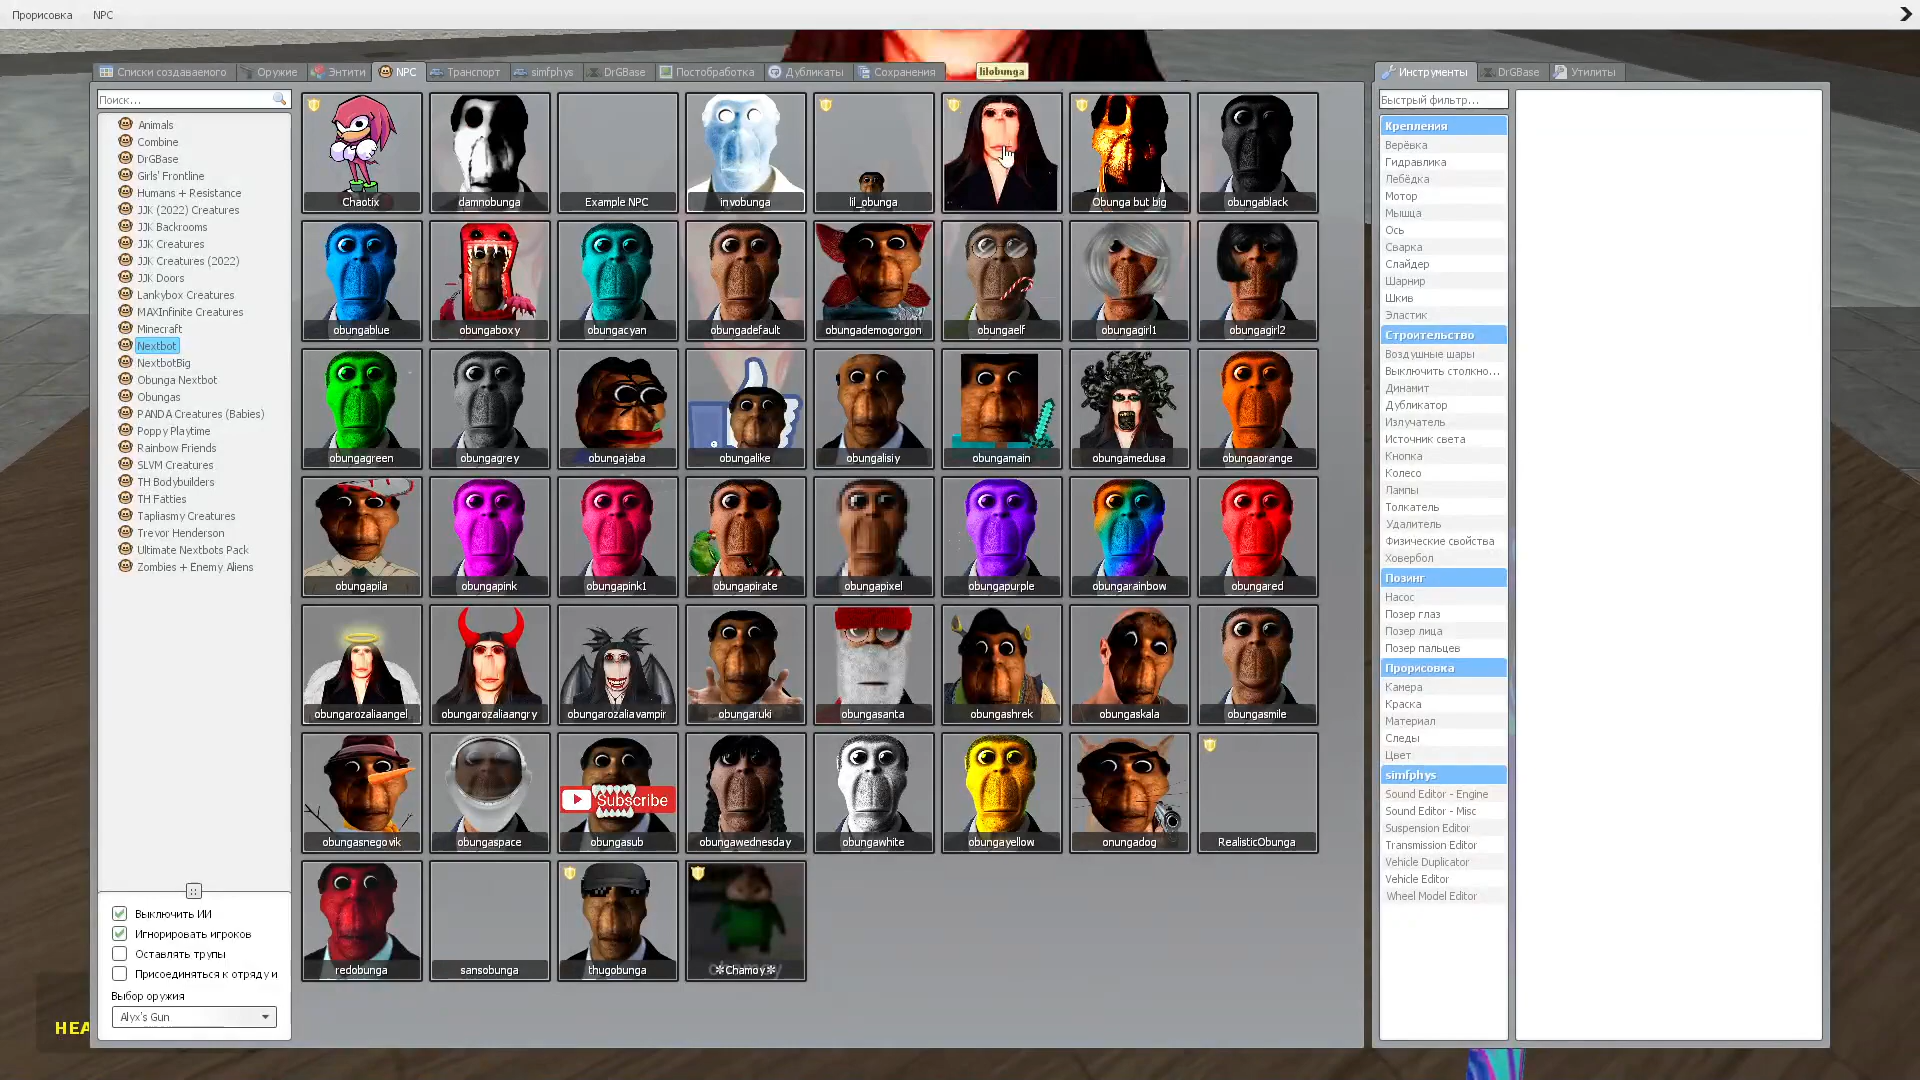 Прорисовка NPC
Списки создаваемого Оружие Энтити NPC Транспорт simfphys DrGBase Постобработка Дубликаты Сохранения lilobunga
Инструменты DrGBase Утилиты
Поиск...
Animals
Combine
DrGBase
Girls' Frontline
Humans + Resistance
JJK (2022) Creatures
JJK Backrooms
JJK Creatures
JJK Creatures (2022)
JJK Doors
Lankybox Creatures
MAXInfinite Creatures
Minecraft
Nextbot
NextbotBig
Obunga Nextbot
Obungas
PANDA Creatures (Babies)
Poppy Playtime
Rainbow Friends
SLVM Creatures
TH Bodybuilders
TH Fatties
Tapliasmy Creatures
Trevor Henderson
Ultimate Nextbots Pack
Zombies + Enemy Aliens
Выключить ИИ
Игнорировать игроков
Оставлять трупы
Присоединяться к отряду и
Выбор оружия
Alyx's Gun
HEA
Chaotix damnobunga Example NPC invobunga lil_obunga Obunga but big obungablack
obungablue obungaboxy obungacyan obungadefault obungademogorgon obungaelf obungagirl1 obungagirl2
obungagreen obungagrey obungajaba obungalike obungalisiy obungamain obungamedusa obungaorange
obungapila obungapink obungapink1 obungapirate obungapixel obungapurple obungarainbow obungared
obungarozaliaangel obungarozaliaangry obungarozaliavampir obungaruki obungasanta obungashrek obungaskala obungasmile
Subscribe
obungasnegovik obungaspace obungasub obungawednesday obungawhite obungayellow onungadog RealisticObunga
redobunga sansobunga thugobunga *Chamoy*
Быстрый фильтр...
Крепления
Верёвка
Гидравлика
Лебёдка
Мотор
Мышца
Ось
Сварка
Слайдер
Шарнир
Шкив
Эластик
Строительство
Воздушные шары
Выключить столкно...
Динамит
Дубликатор
Излучатель
Источник света
Кнопка
Колесо
Лампы
Толкатель
Удалитель
Физические свойства
Ховербол
Позинг
Насос
Позер глаз
Позер лица
Позер пальцев
Прорисовка
Камера
Краска
Материал
Следы
Цвет
simfphys
Sound Editor - Engine
Sound Editor - Misc
Suspension Editor
Transmission Editor
Vehicle Duplicator
Vehicle Editor
Wheel Model Editor